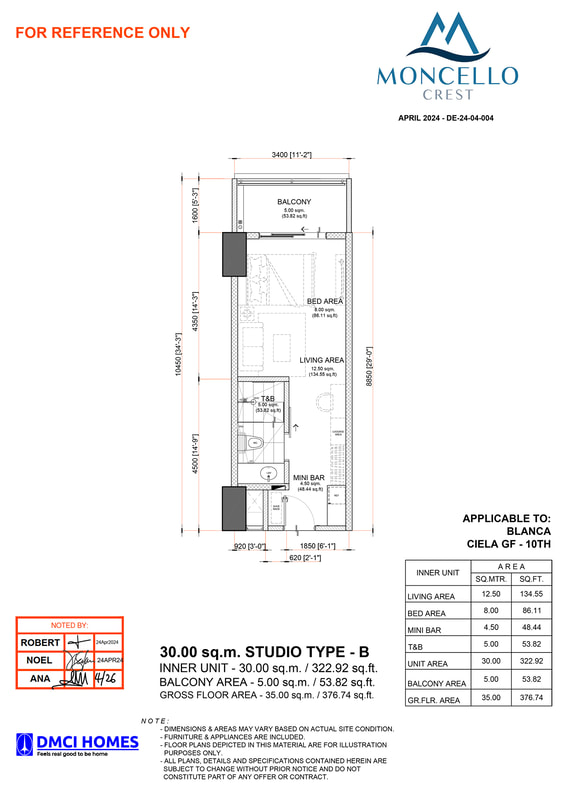 FOR REFERENCE ONLY
MONCELLO
CREST
APRIL 2024 - DE-24-04-004
3400 [11'-2"]
1600 [5'-3"]
BALCONY
5.00 sqm.
(53.82 sq.ft)
4350 [14'-3"]
10450 [34'-3"]
8850 [29'-0"]
BED AREA
8.00 sqm.
(86.11 sq.ft)
LIVING AREA
12.50 sqm.
(134.55 sq.ft)
T&B
5.00 sqm.
(53.82 sq.ft)
4500 [14'-9"]
MINI BAR
4.50 sqm.
(48.44 sq.ft)
920 [3'-0"]
1850 [6'-1"]
620 [2'-1"]
APPLICABLE TO:
BLANCA
CIELA GF - 10TH
INNER UNIT
A R E A
SQ.MTR. SQ.FT.
LIVING AREA 12.50 134.55
BED AREA 8.00 86.11
MINI BAR 4.50 48.44
T&B 5.00 53.82
UNIT AREA 30.00 322.92
BALCONY AREA 5.00 53.82
GR.FLR. AREA 35.00 376.74
NOTED BY:
ROBERT 24Apr2024
NOEL 24APR24
ANA 4/26
30.00 sq.m. STUDIO TYPE - B
INNER UNIT - 30.00 sq.m. / 322.92 sq.ft.
BALCONY AREA - 5.00 sq.m. / 53.82 sq.ft.
GROSS FLOOR AREA - 35.00 sq.m. / 376.74 sq.ft.
N O T E :
- DIMENSIONS & AREAS MAY VARY BASED ON ACTUAL SITE CONDITION.
- FURNITURE & APPLIANCES ARE INCLUDED.
- FLOOR PLANS DEPICTED IN THIS MATERIAL ARE FOR ILLUSTRATION
PURPOSES ONLY.
- ALL PLANS, DETAILS AND SPECIFICATIONS CONTAINED HEREIN ARE
SUBJECT TO CHANGE WITHOUT PRIOR NOTICE AND DO NOT
CONSTITUTE PART OF ANY OFFER OR CONTRACT.
DMCI HOMES
Feels real good to be home